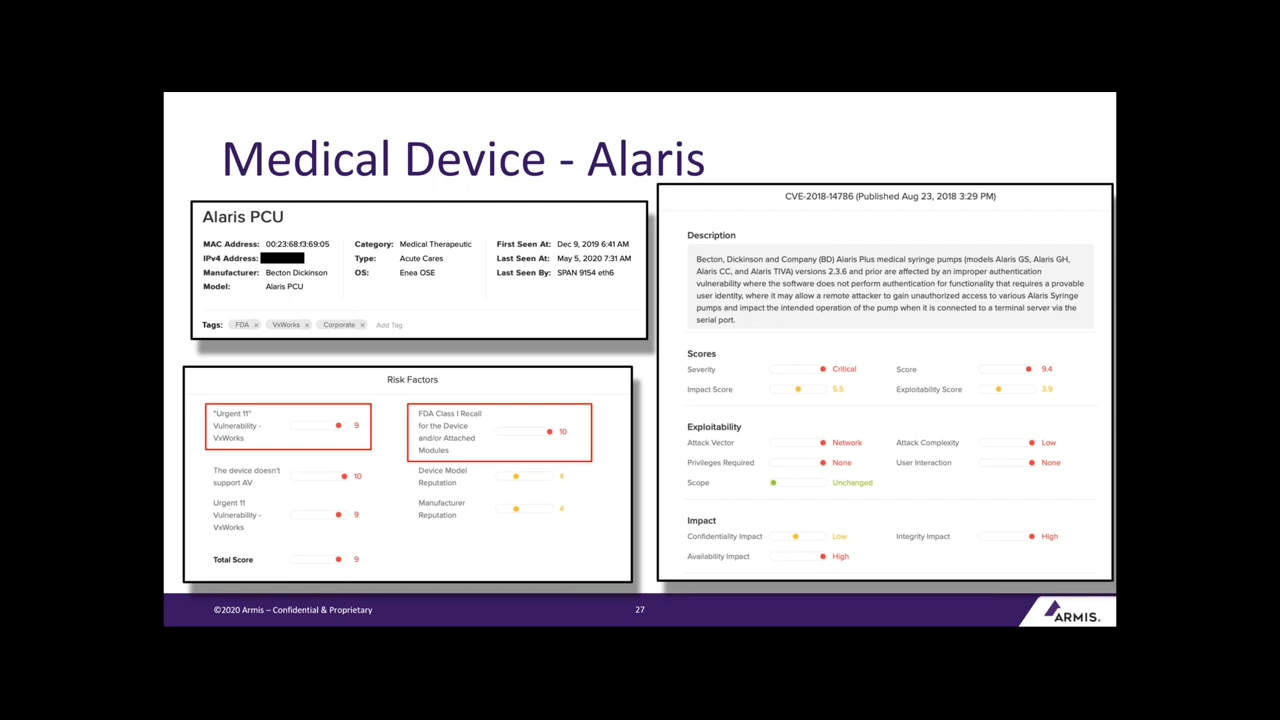 Medical Device - Alaris
Alaris PCU
MAC Address: 00:23:68:f3:69:05
IPv4 Address:
Manufacturer: Becton Dickinson
Model: Alaris PCU
Category: Medical Therapeutic
Type: Acute Cares
OS: Enea OSE
First Seen At: Dec 9, 2019 6:41 AM
Last Seen At: May 5, 2020 7:31 AM
Last Seen By: SPAN 9154 eth6
Tags: FDA × VxWorks × Corporate × Add Tag
Risk Factors
"Urgent 11"
Vulnerability -
VxWorks
9
FDA Class I Recall
for the Device
and/or Attached
Modules
10
The device doesn't
support AV
10
Device Model
Reputation
4
Urgent 11
Vulnerability -
VxWorks
9
Manufacturer
Reputation
4
Total Score 9
CVE-2018-14786 (Published Aug 23, 2018 3:29 PM)
Description
Becton, Dickinson and Company (BD) Alaris Plus medical syringe pumps (models Alaris GS, Alaris GH,
Alaris CC, and Alaris TIVA) versions 2.3.6 and prior are affected by an improper authentication
vulnerability where the software does not perform authentication for functionality that requires a provable
user identity, where it may allow a remote attacker to gain unauthorized access to various Alaris Syringe
pumps and impact the intended operation of the pump when it is connected to a terminal server via the
serial port.
Scores
Severity Critical Score 9.4
Impact Score 5.5 Exploitability Score 3.9
Exploitability
Attack Vector Network Attack Complexity Low
Privileges Required None User Interaction None
Scope Unchanged
Impact
Confidentiality Impact Low Integrity Impact High
Availability Impact High
©2020 Armis – Confidential & Proprietary
27
ARMIS.